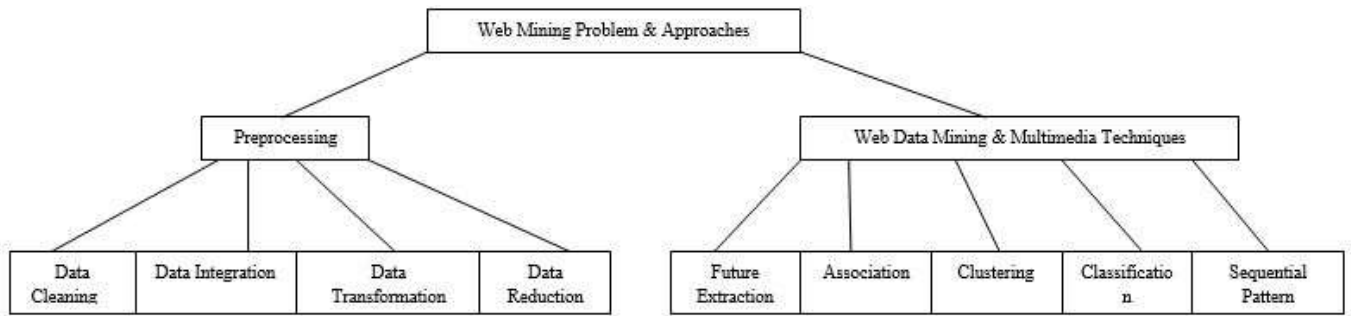 Web Mining Problem & Approaches
Preprocessing
Web Data Mining & Multimedia Techniques
Data
Cleaning
Data Integration
Data
Transformation
Data
Reduction
Future
Extraction
Association
Clustering
Classificatio
n
Sequential
Pattern